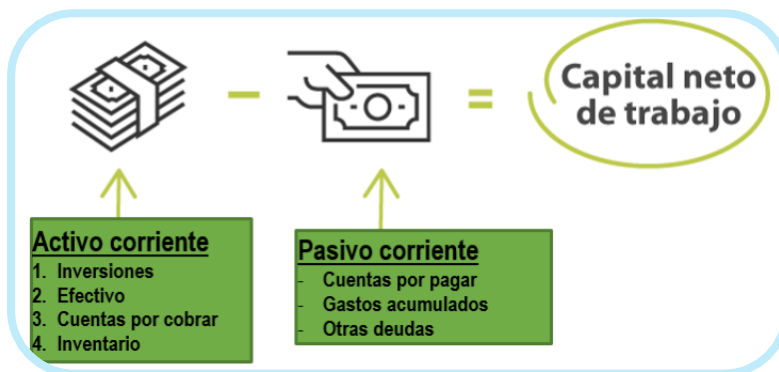 Capital neto
de trabajo
Activo corriente
1. Inversiones
2. Efectivo
3. Cuentas por cobrar
4. Inventario
Pasivo corriente
- Cuentas por pagar
- Gastos acumulados
- Otras deudas